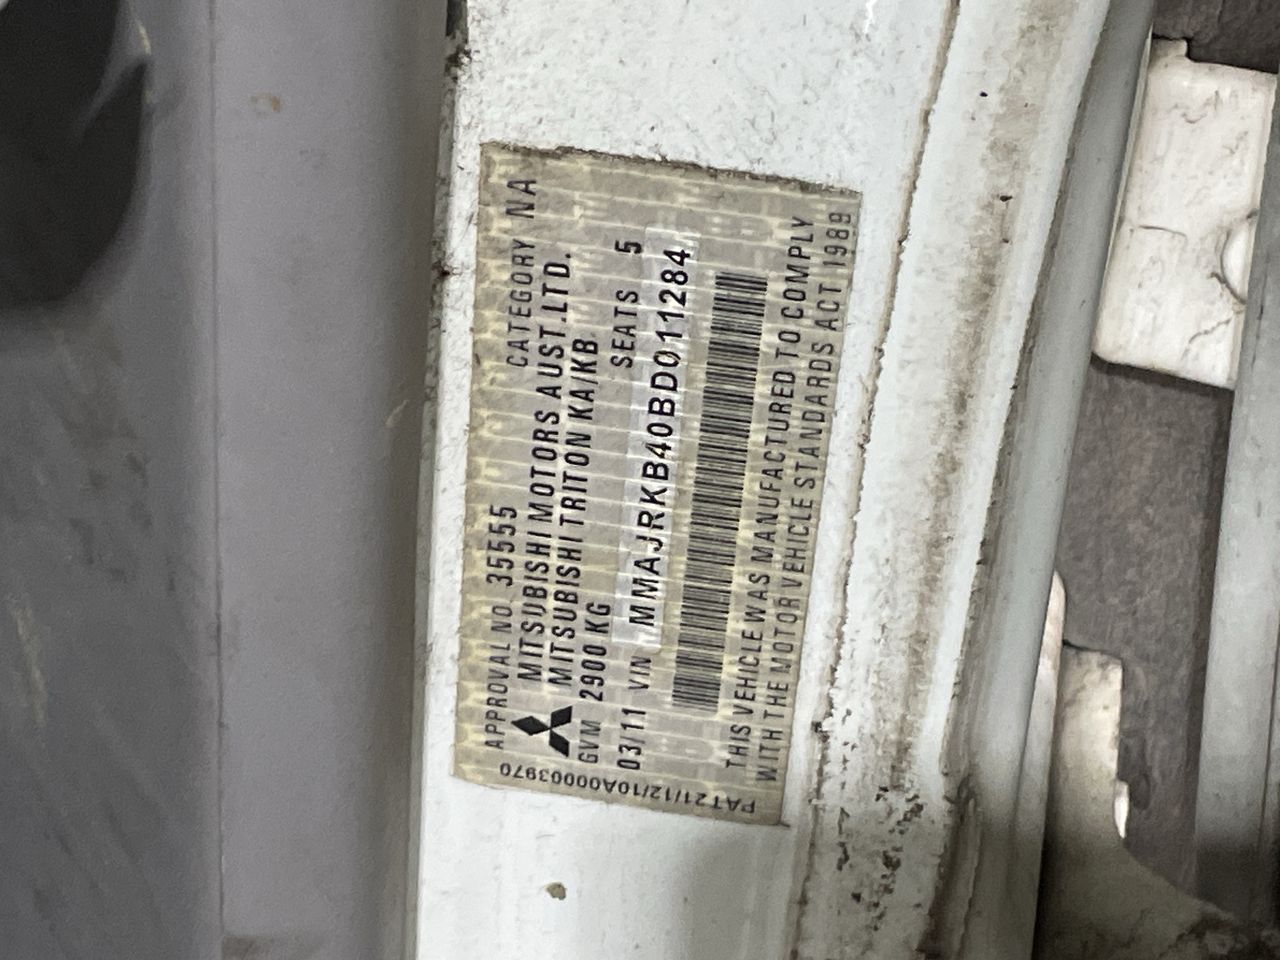 APPROVAL NO 35555 CATEGORY NA
MITSUBISHI MOTORS AUST.LTD.
MITSUBISHI TRITON KA/KB
GVM 2900 KG SEATS 5
03/11 VIN MMAJRKB40BD011284
THIS VEHICLE WAS MANUFACTURED TO COMPLY
WITH THE MOTOR VEHICLE STANDARDS ACT 1989
PAT21/12/10A00003970